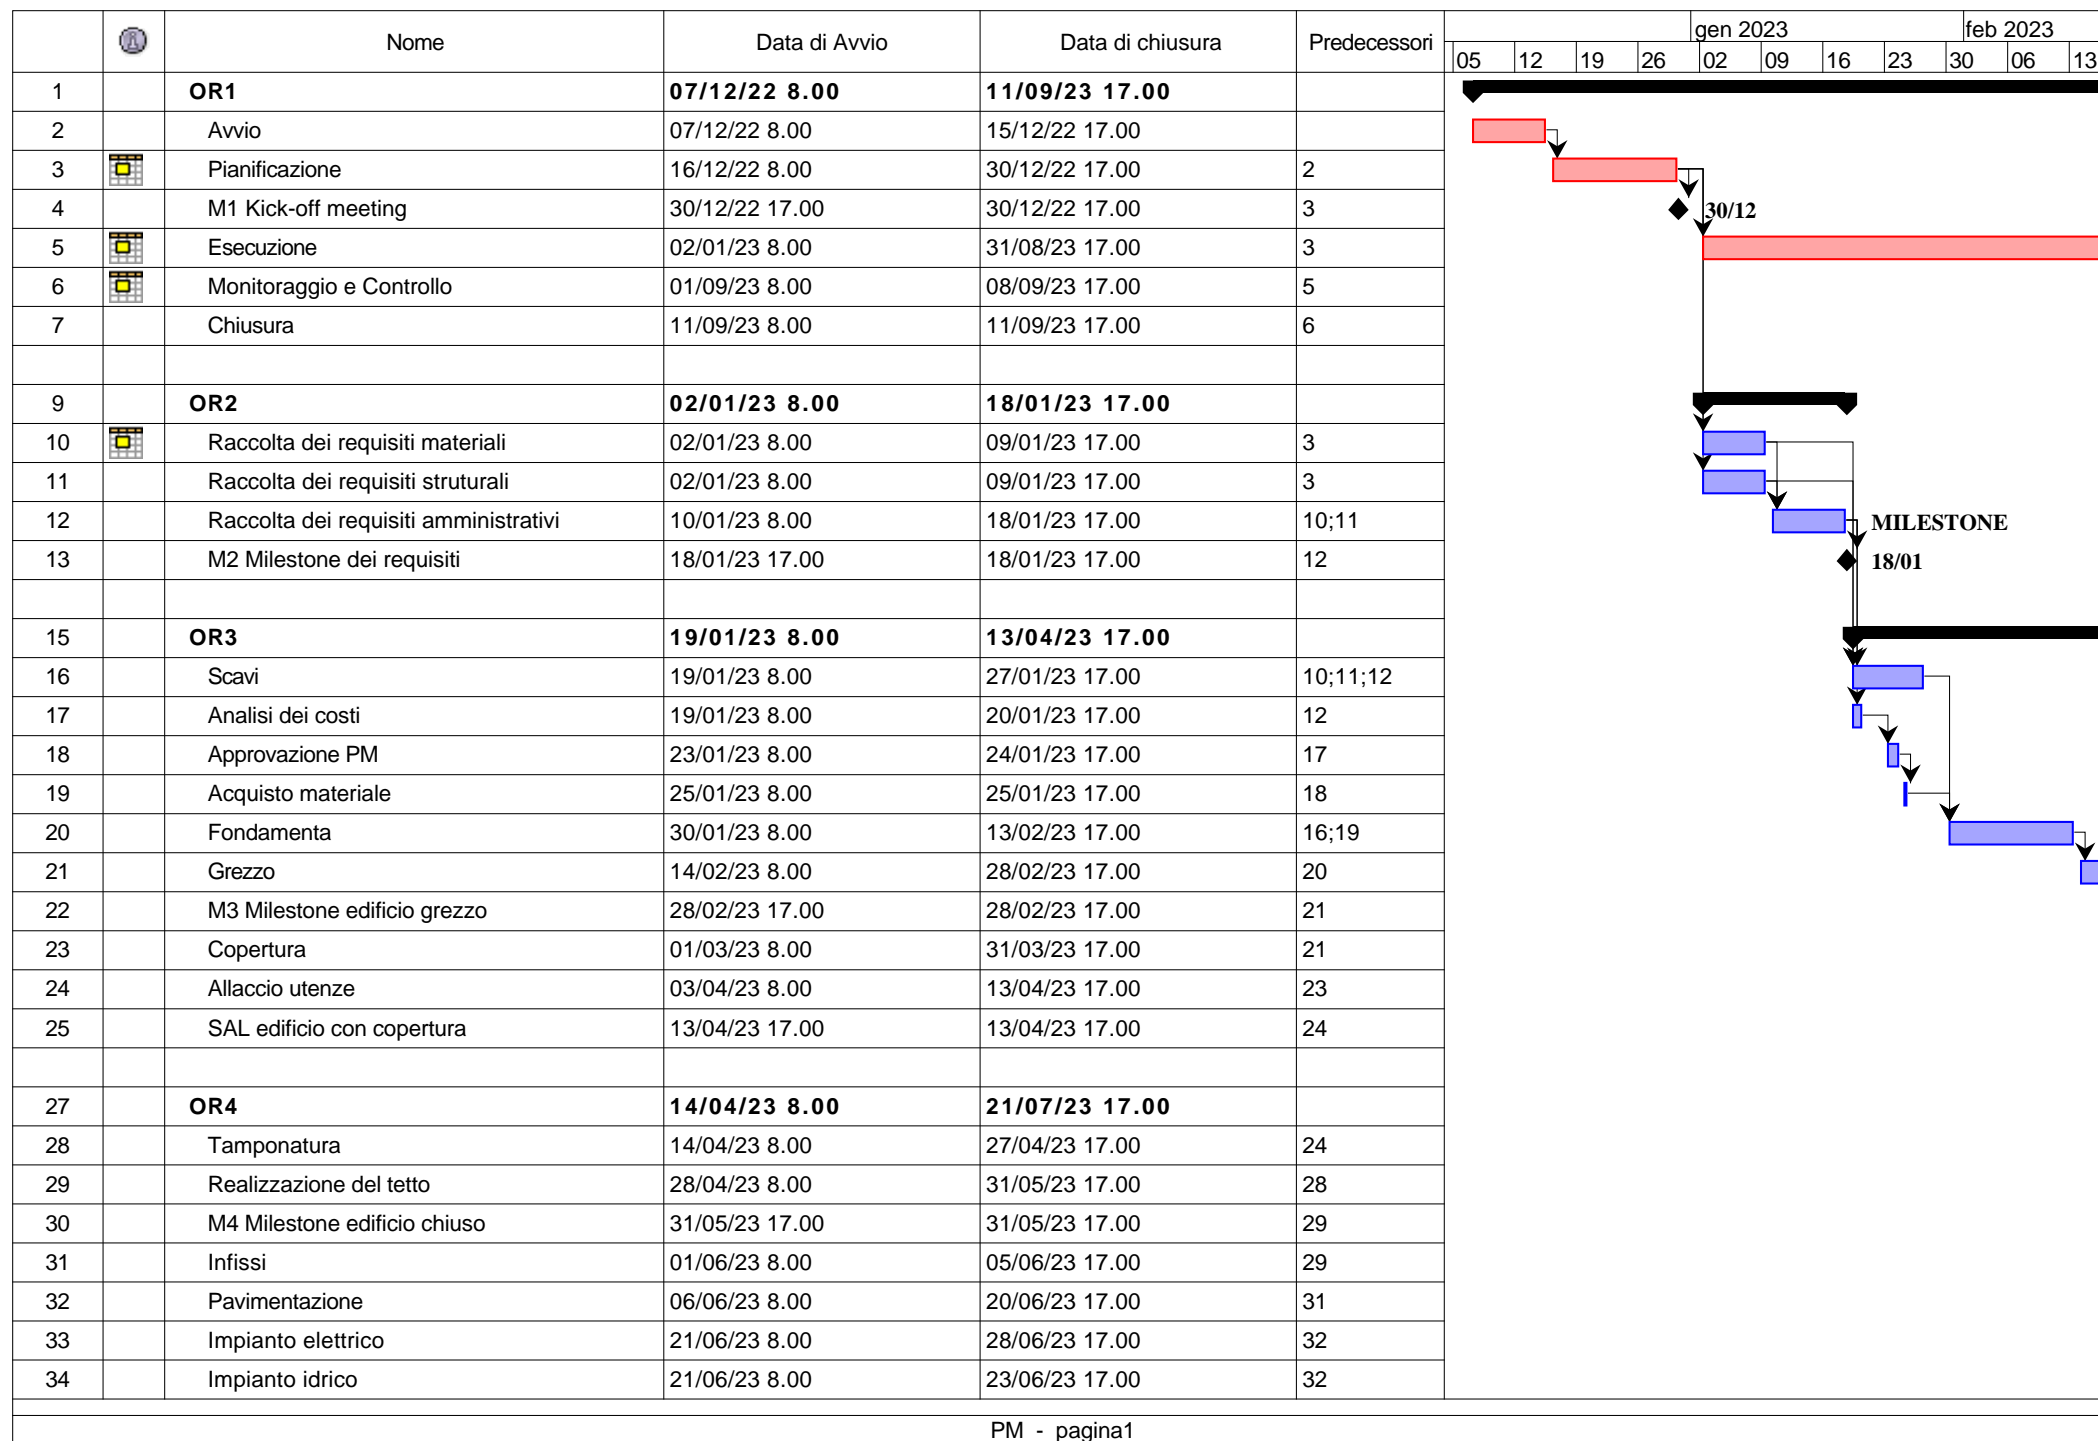 Nome Data di Avvio Data di chiusura Predecessori gen 2023 feb 2023
05 12 19 26 02 09 16 23 30 06 13
1 OR1 07/12/22 8.00 11/09/23 17.00
2 Avvio 07/12/22 8.00 15/12/22 17.00
3 Pianificazione 16/12/22 8.00 30/12/22 17.00 2
4 M1 Kick-off meeting 30/12/22 17.00 30/12/22 17.00 3 30/12
5 Esecuzione 02/01/23 8.00 31/08/23 17.00 3
6 Monitoraggio e Controllo 01/09/23 8.00 08/09/23 17.00 5
7 Chiusura 11/09/23 8.00 11/09/23 17.00 6
9 OR2 02/01/23 8.00 18/01/23 17.00
10 Raccolta dei requisiti materiali 02/01/23 8.00 09/01/23 17.00 3
11 Raccolta dei requisiti struturali 02/01/23 8.00 09/01/23 17.00 3
12 Raccolta dei requisiti amministrativi 10/01/23 8.00 18/01/23 17.00 10;11 MILESTONE
13 M2 Milestone dei requisiti 18/01/23 17.00 18/01/23 17.00 12 18/01
15 OR3 19/01/23 8.00 13/04/23 17.00
16 Scavi 19/01/23 8.00 27/01/23 17.00 10;11;12
17 Analisi dei costi 19/01/23 8.00 20/01/23 17.00 12
18 Approvazione PM 23/01/23 8.00 24/01/23 17.00 17
19 Acquisto materiale 25/01/23 8.00 25/01/23 17.00 18
20 Fondamenta 30/01/23 8.00 13/02/23 17.00 16;19
21 Grezzo 14/02/23 8.00 28/02/23 17.00 20
22 M3 Milestone edificio grezzo 28/02/23 17.00 28/02/23 17.00 21
23 Copertura 01/03/23 8.00 31/03/23 17.00 21
24 Allaccio utenze 03/04/23 8.00 13/04/23 17.00 23
25 SAL edificio con copertura 13/04/23 17.00 13/04/23 17.00 24
27 OR4 14/04/23 8.00 21/07/23 17.00
28 Tamponatura 14/04/23 8.00 27/04/23 17.00 24
29 Realizzazione del tetto 28/04/23 8.00 31/05/23 17.00 28
30 M4 Milestone edificio chiuso 31/05/23 17.00 31/05/23 17.00 29
31 Infissi 01/06/23 8.00 05/06/23 17.00 29
32 Pavimentazione 06/06/23 8.00 20/06/23 17.00 31
33 Impianto elettrico 21/06/23 8.00 28/06/23 17.00 32
34 Impianto idrico 21/06/23 8.00 23/06/23 17.00 32
PM - pagina1